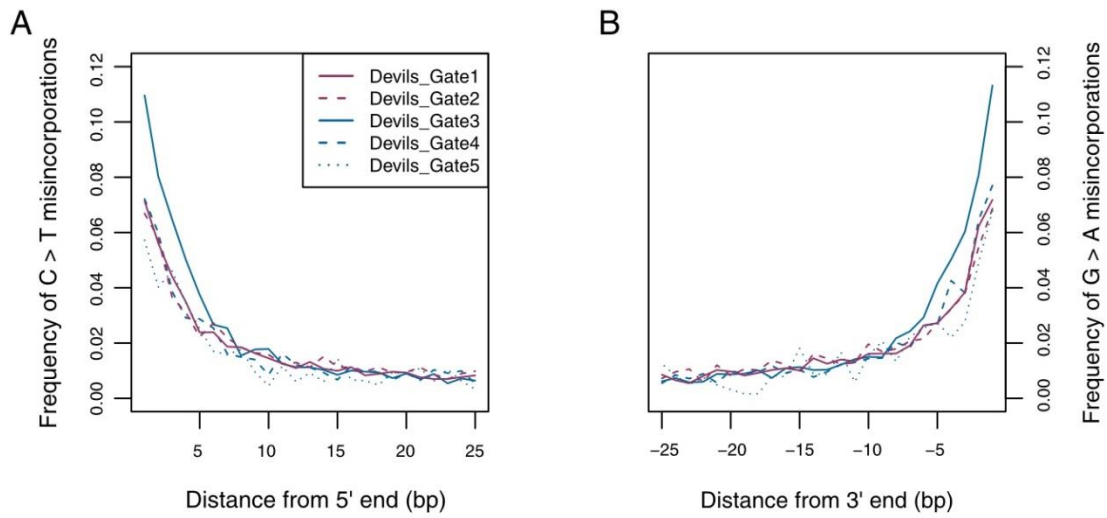 A
Frequency of C > T misincorporations
0.12
0.10
0.08
0.06
0.04
0.02
0.00
Devils_Gate1
Devils_Gate2
Devils_Gate3
Devils_Gate4
Devils_Gate5
5
10
15
20
25
Distance from 5' end (bp)
B
−25
−20
−15
−10
−5
Distance from 3' end (bp)
0.12
0.10
0.08
0.06
0.04
0.02
0.00
Frequency of G > A misincorporations